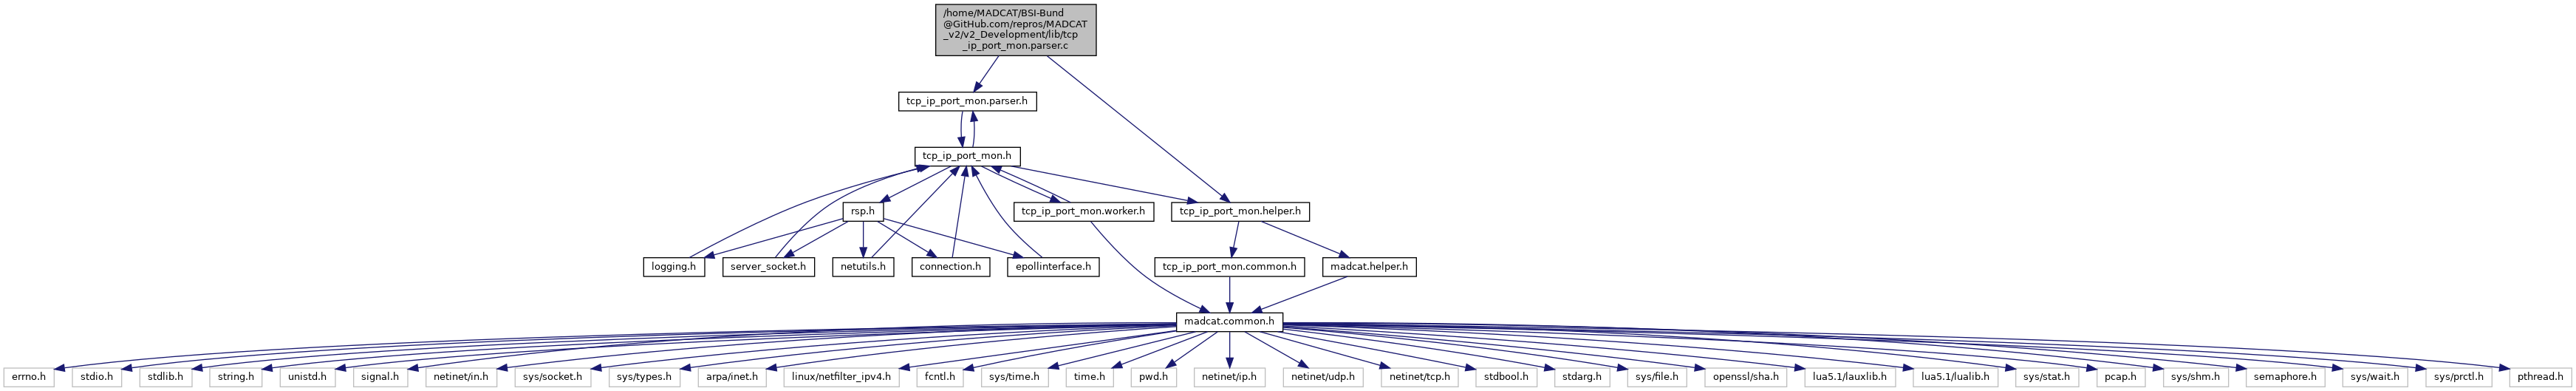 /home/MADCAT/BSI-Bund
@GitHub.com/repros/MADCAT
_v2/v2_Development/lib/tcp
_ip_port_mon.parser.c
tcp_ip_port_mon.parser.h
tcp_ip_port_mon.h
rsp.h
tcp_ip_port_mon.worker.h
tcp_ip_port_mon.helper.h
logging.h
server_socket.h
netutils.h
connection.h
epollinterface.h
tcp_ip_port_mon.common.h
madcat.helper.h
madcat.common.h
errno.h
stdio.h
stdlib.h
string.h
unistd.h
signal.h
netinet/in.h
sys/socket.h
sys/types.h
arpa/inet.h
linux/netfilter_ipv4.h
fcntl.h
sys/time.h
time.h
pwd.h
netinet/ip.h
netinet/udp.h
netinet/tcp.h
stdbool.h
stdarg.h
sys/file.h
openssl/sha.h
lua5.1/lauxlib.h
lua5.1/lualib.h
sys/stat.h
pcap.h
sys/shm.h
semaphore.h
sys/wait.h
sys/prctl.h
pthread.h